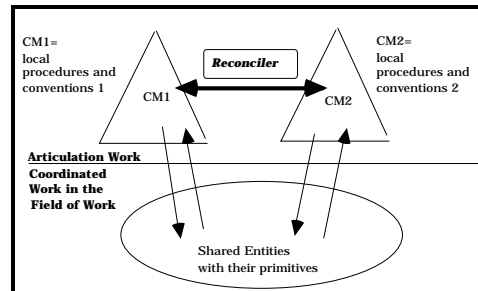 CM1=
local
procedures and
conventions 1
Reconciler
CM2=
local
procedures and
conventions 2
CM1
CM2
Articulation Work
Coordinated
Work in the
Field of Work
Shared Entities
with their primitives